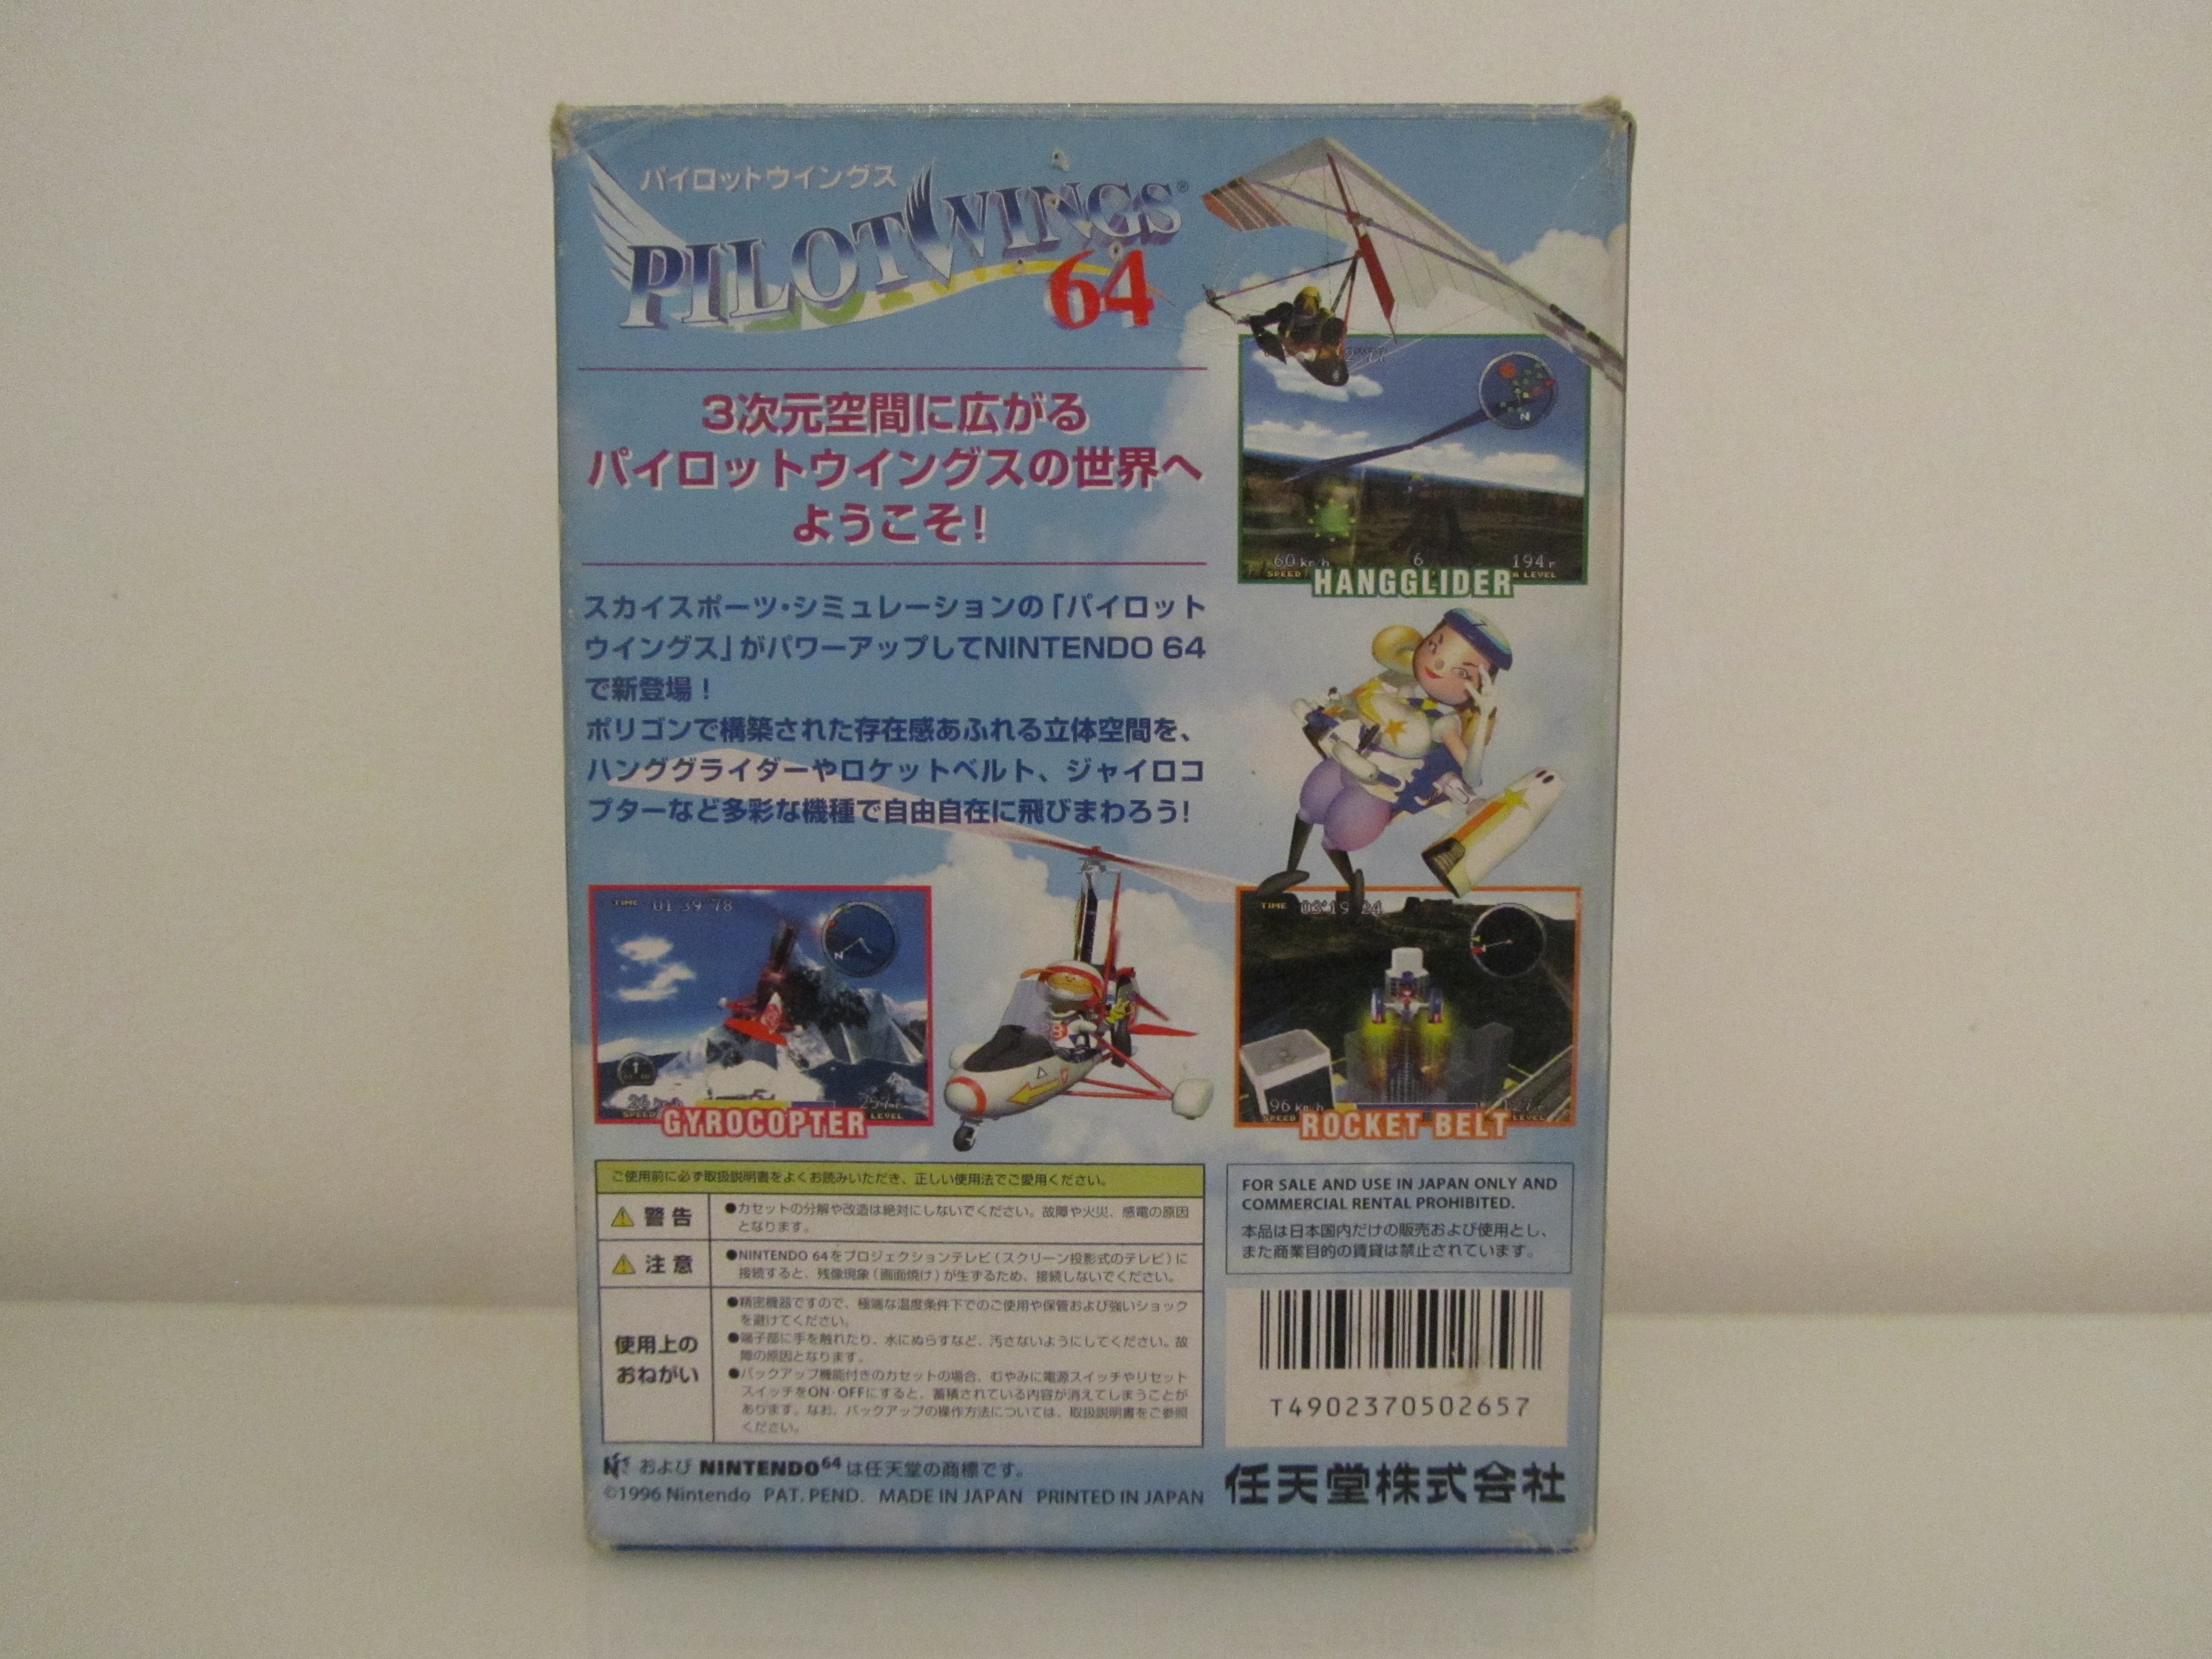 パイロットウイングス
PILOTWINGS®
64
3次元空間に広がる
パイロットウイングスの世界へ
ようこそ!
スカイスポーツ・シミュレーションの「パイロット
ウイングス」がパワーアップしてNINTENDO 64
で新登場!
ポリゴンで構築された存在感あふれる立体空間を、
ハンググライダーやロケットベルト、ジャイロコ
プターなど多彩な機種で自由自在に飛びまわろう!
N
60 km/h
6
194
SPEED
LEVEL
HANGGLIDER
TIME 01'39"78
N
SPEED
LEVEL
GYROCOPTER
TIME 03'19"24
96 km/h
SPEED
LEVEL
ROCKET BELT
ご使用前に必ず取扱説明書をよくお読みいただき、正しい使用法でご愛用ください。
警告
●カセットの分解や改造は絶対にしないでください。故障や火災、感電の原因
となります。
注意
●NINTENDO 64をプロジェクションテレビ(スクリーン投影式のテレビ)に
接続すると、残像現象(画面焼け)が生ずるため、接続しないでください。
使用上の
おねがい
●精密機器ですので、極端な温度条件下でのご使用や保管および強いショック
を避けてください。
●端子部に手を触れたり、水にぬらすなど、汚さないようにしてください。故
障の原因となります。
●バックアップ機能付きのカセットの場合、むやみに電源スイッチやリセット
スイッチをON・OFFにすると、蓄積されている内容が消えてしまうことが
あります。なお、バックアップの操作方法については、取扱説明書をご参照
ください。
FOR SALE AND USE IN JAPAN ONLY AND
COMMERCIAL RENTAL PROHIBITED.
本品は日本国内だけの販売および使用とし、
また商業目的の賃貸は禁止されています。
T4902370502657
および NINTENDO64 は任天堂の商標です。
©1996 Nintendo PAT. PEND. MADE IN JAPAN PRINTED IN JAPAN
任天堂株式会社